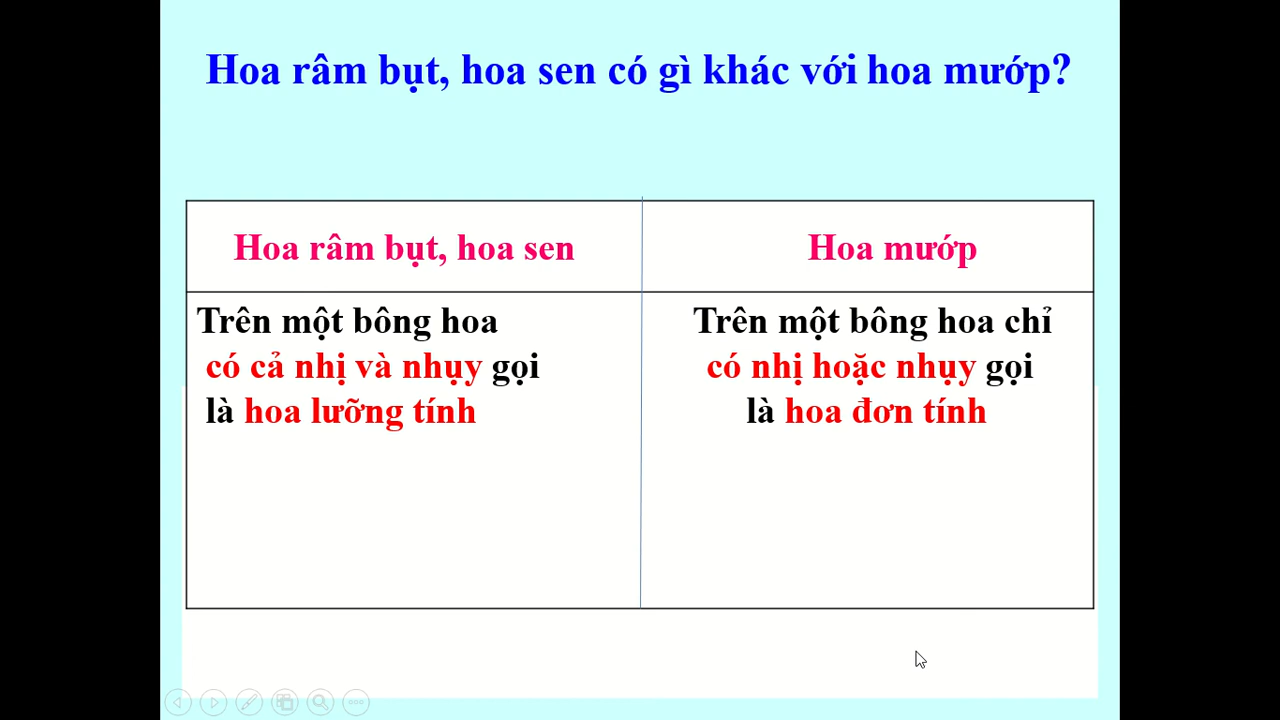 Hoa râm bụt, hoa sen có gì khác với hoa mướp?
Hoa râm bụt, hoa sen
Hoa mướp
Trên một bông hoa
có cả nhị và nhụy gọi
là hoa lưỡng tính
Trên một bông hoa chỉ
có nhị hoặc nhụy gọi
là hoa đơn tính